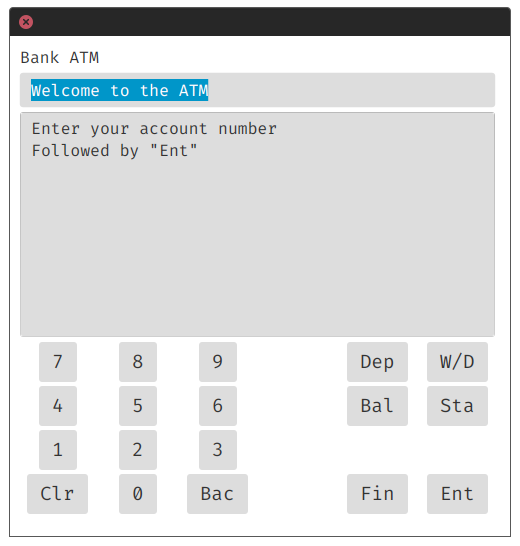 Bank ATM
Welcome to the ATM
Enter your account number
Followed by "Ent"
7 8 9 Dep W/D
4 5 6 Bal Sta
1 2 3
Clr 0 Bac Fin Ent